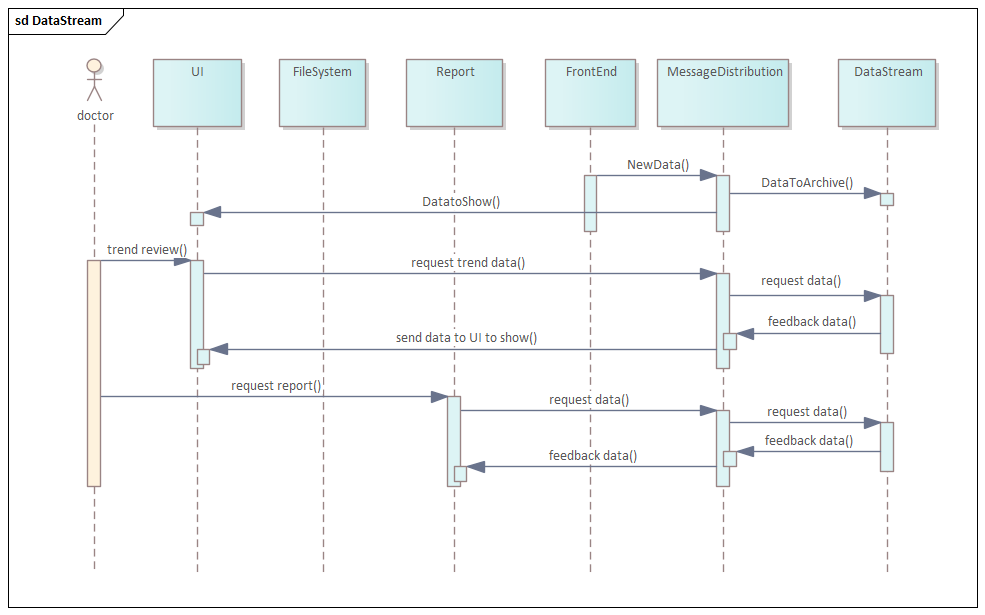 sd DataStream
doctor
UI
FileSystem
Report
FrontEnd
MessageDistribution
DataStream
NewData()
DataToArchive()
DatatoShow()
trend review()
request trend data()
request data()
feedback data()
send data to UI to show()
request report()
request data()
request data()
feedback data()
feedback data()